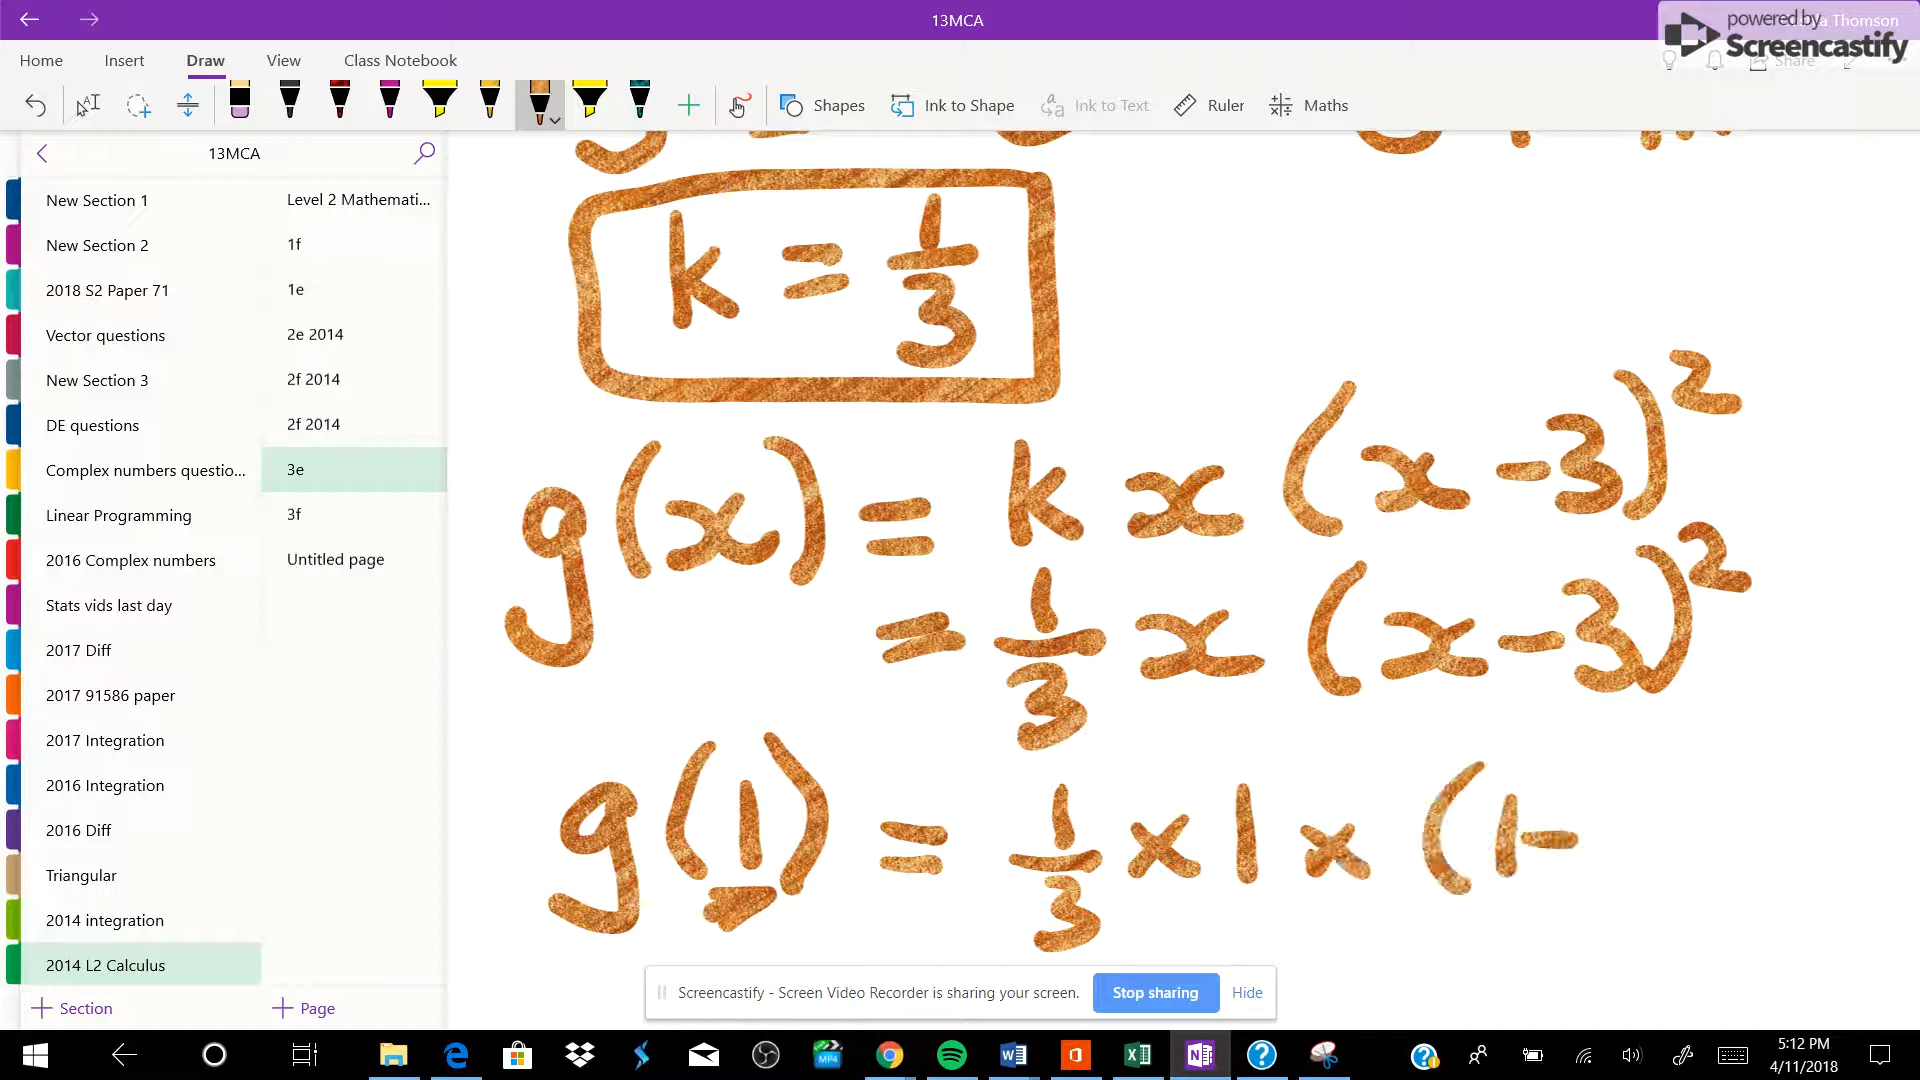 13MCA
Thomson
powered by
Screencastify
Home Insert Draw View Class Notebook
Share
Shapes Ink to Shape Ink to Text Ruler Maths
13MCA
New Section 1
New Section 2
2018 S2 Paper 71
Vector questions
New Section 3
DE questions
Complex numbers questio...
Linear Programming
2016 Complex numbers
Stats vids last day
2017 Diff
2017 91586 paper
2017 Integration
2016 Integration
2016 Diff
Triangular
2014 integration
2014 L2 Calculus
Section
Level 2 Mathemati...
1f
1e
2e 2014
2f 2014
2f 2014
3e
3f
Untitled page
Page
k = 1/3
g(x) = k x (x - 3)²
= 1/3 x (x - 3)²
g(1) = 1/3 × 1 × (1 -
Screencastify - Screen Video Recorder is sharing your screen. Stop sharing Hide
5:12 PM
4/11/2018